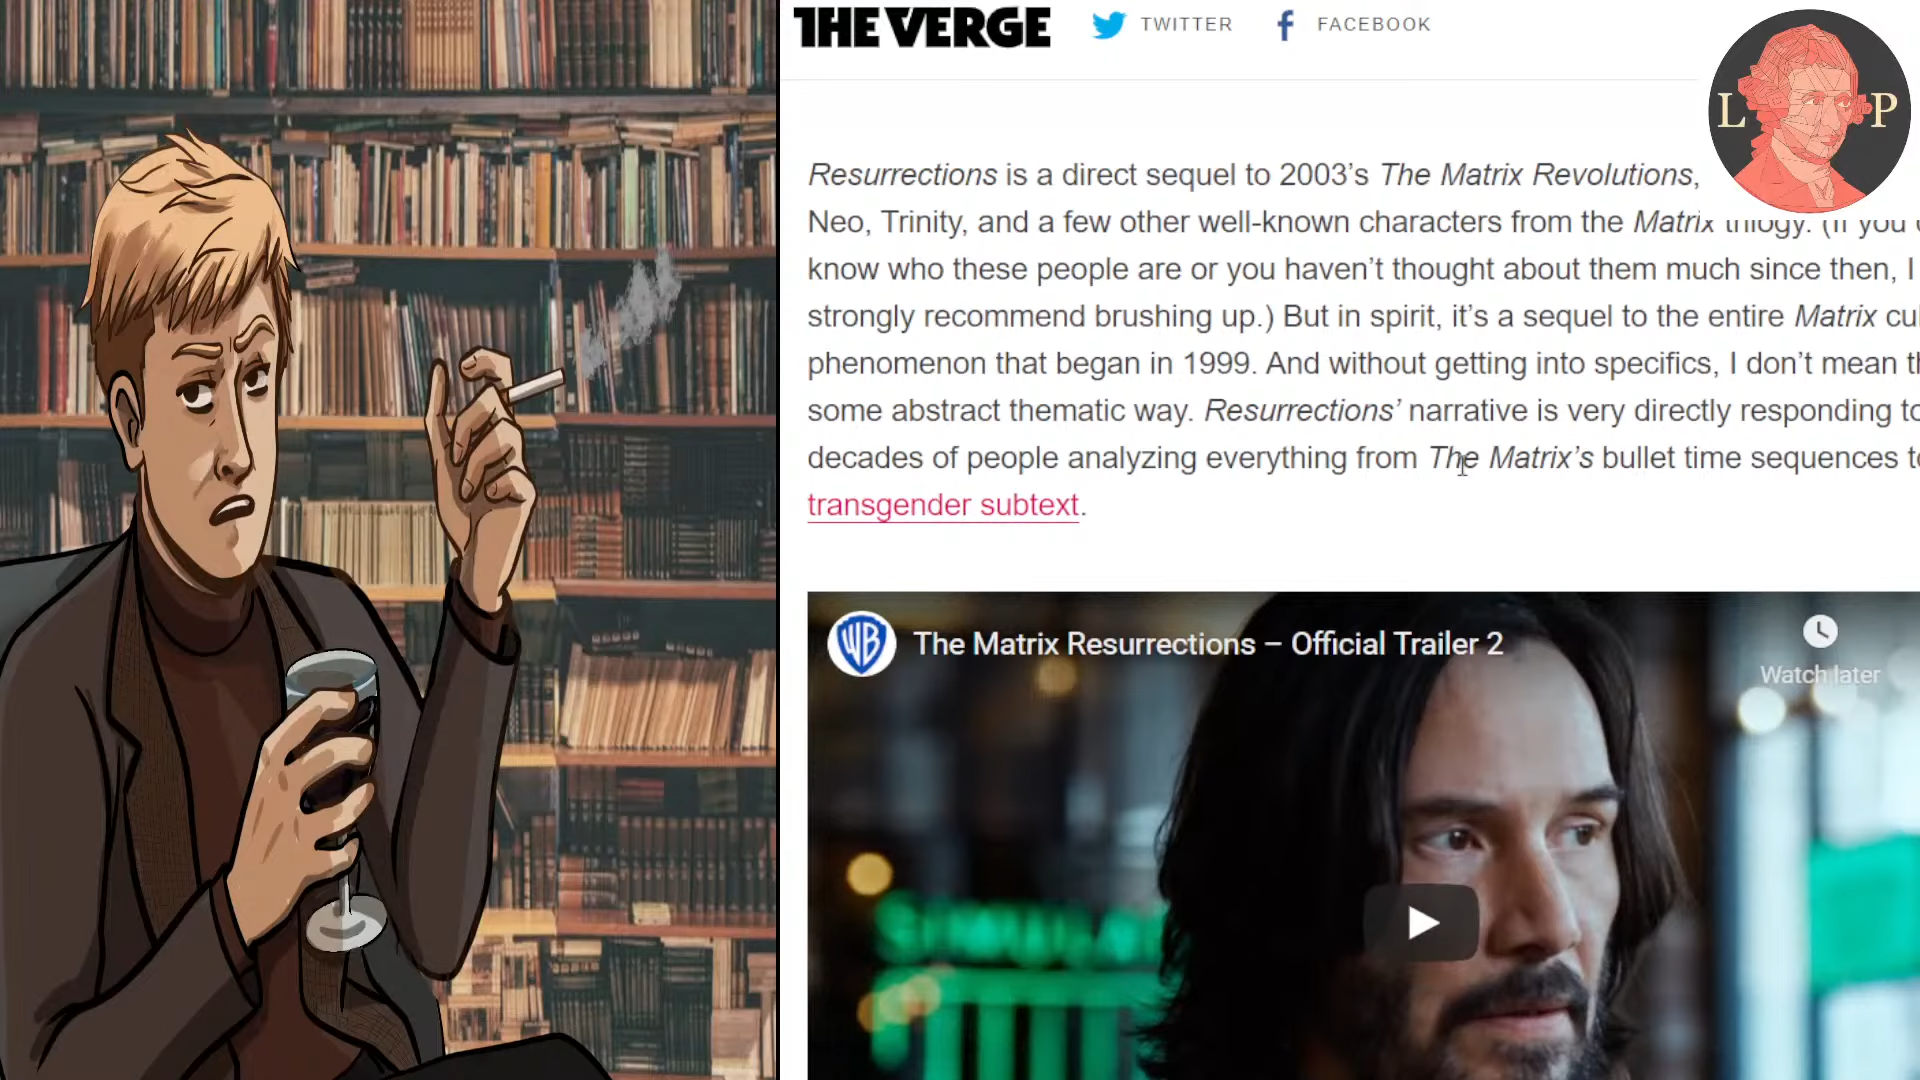 THE VERGE
TWITTER
FACEBOOK
L P
Resurrections is a direct sequel to 2003’s The Matrix Revolutions,
Neo, Trinity, and a few other well-known characters from the Matrix trilogy. (If you
know who these people are or you haven’t thought about them much since then, I
strongly recommend brushing up.) But in spirit, it’s a sequel to the entire Matrix
phenomenon that began in 1999. And without getting into specifics, I don’t mean
some abstract thematic way. Resurrections’ narrative is very directly responding
decades of people analyzing everything from The Matrix’s bullet time sequences
transgender subtext.
WB
The Matrix Resurrections – Official Trailer 2
Watch later